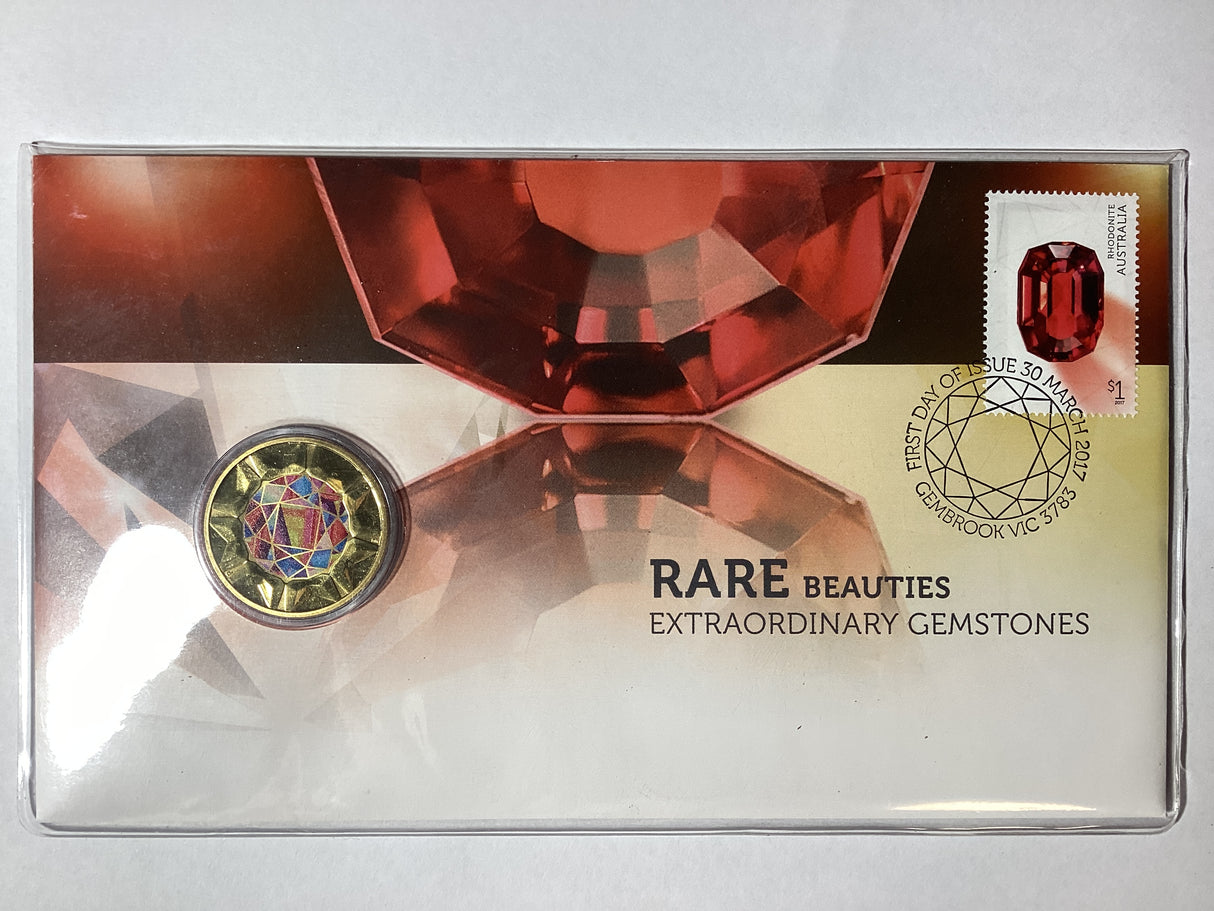 RHODONITE
AUSTRALIA
$1
2017
FIRST DAY OF ISSUE 30 MARCH 2017
GEMBROOK VIC 3783
RARE BEAUTIES
EXTRAORDINARY GEMSTONES